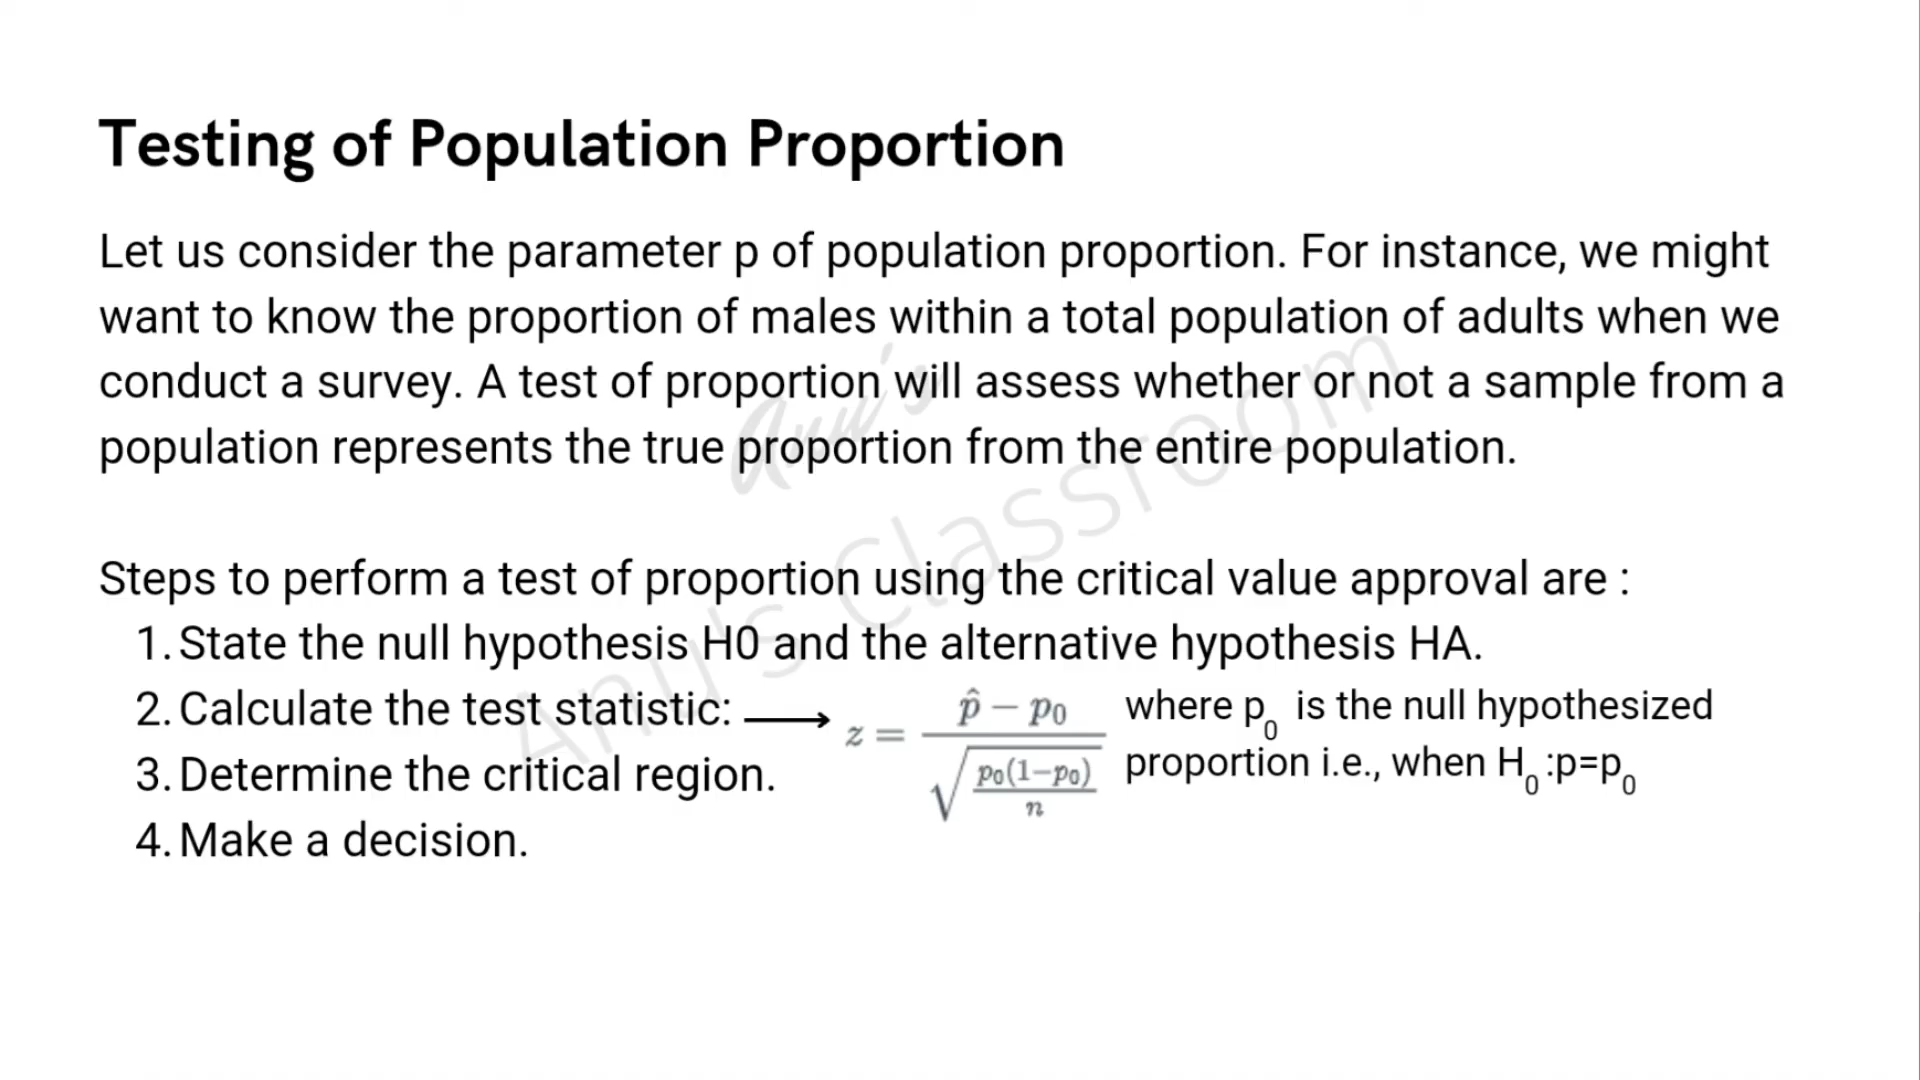 Testing of Population Proportion
Let us consider the parameter p of population proportion. For instance, we might
want to know the proportion of males within a total population of adults when we
conduct a survey. A test of proportion will assess whether or not a sample from a
population represents the true proportion from the entire population.
Steps to perform a test of proportion using the critical value approval are :
1. State the null hypothesis H0 and the alternative hypothesis HA.
2. Calculate the test statistic: ⟶ z = (p̂ − p₀) / √(p₀(1−p₀)/n) where p₀ is the null hypothesized
proportion i.e., when H₀ :p=p₀
3. Determine the critical region.
4. Make a decision.
Anu's
Anu's Classroom